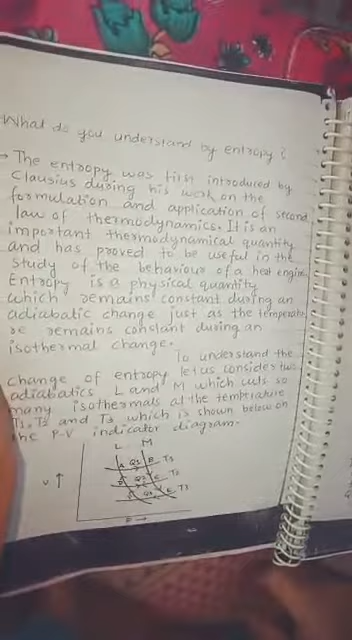 What do you understand by entropy?
→ The entropy was first introduced by
Clausius during his work on the
formulation and application of second
law of thermodynamics. It is an
important thermodynamical quantity
and has proved to be useful in the
study of the behaviour of a heat engine.
Entropy is a physical quantity
which remains constant during an
adiabatic change just as the temperatu
re remains constant during an
isothermal change.
To understand the
change of entropy let us consider two
adiabatics L and M which cuts so
many isothermals at the temperature
T1, T2 and T3 which is shown below on
the P-V indicator diagram.
L M
A Q1 B T1
Q2 C T2
Q3 E T3
V ↑
P →